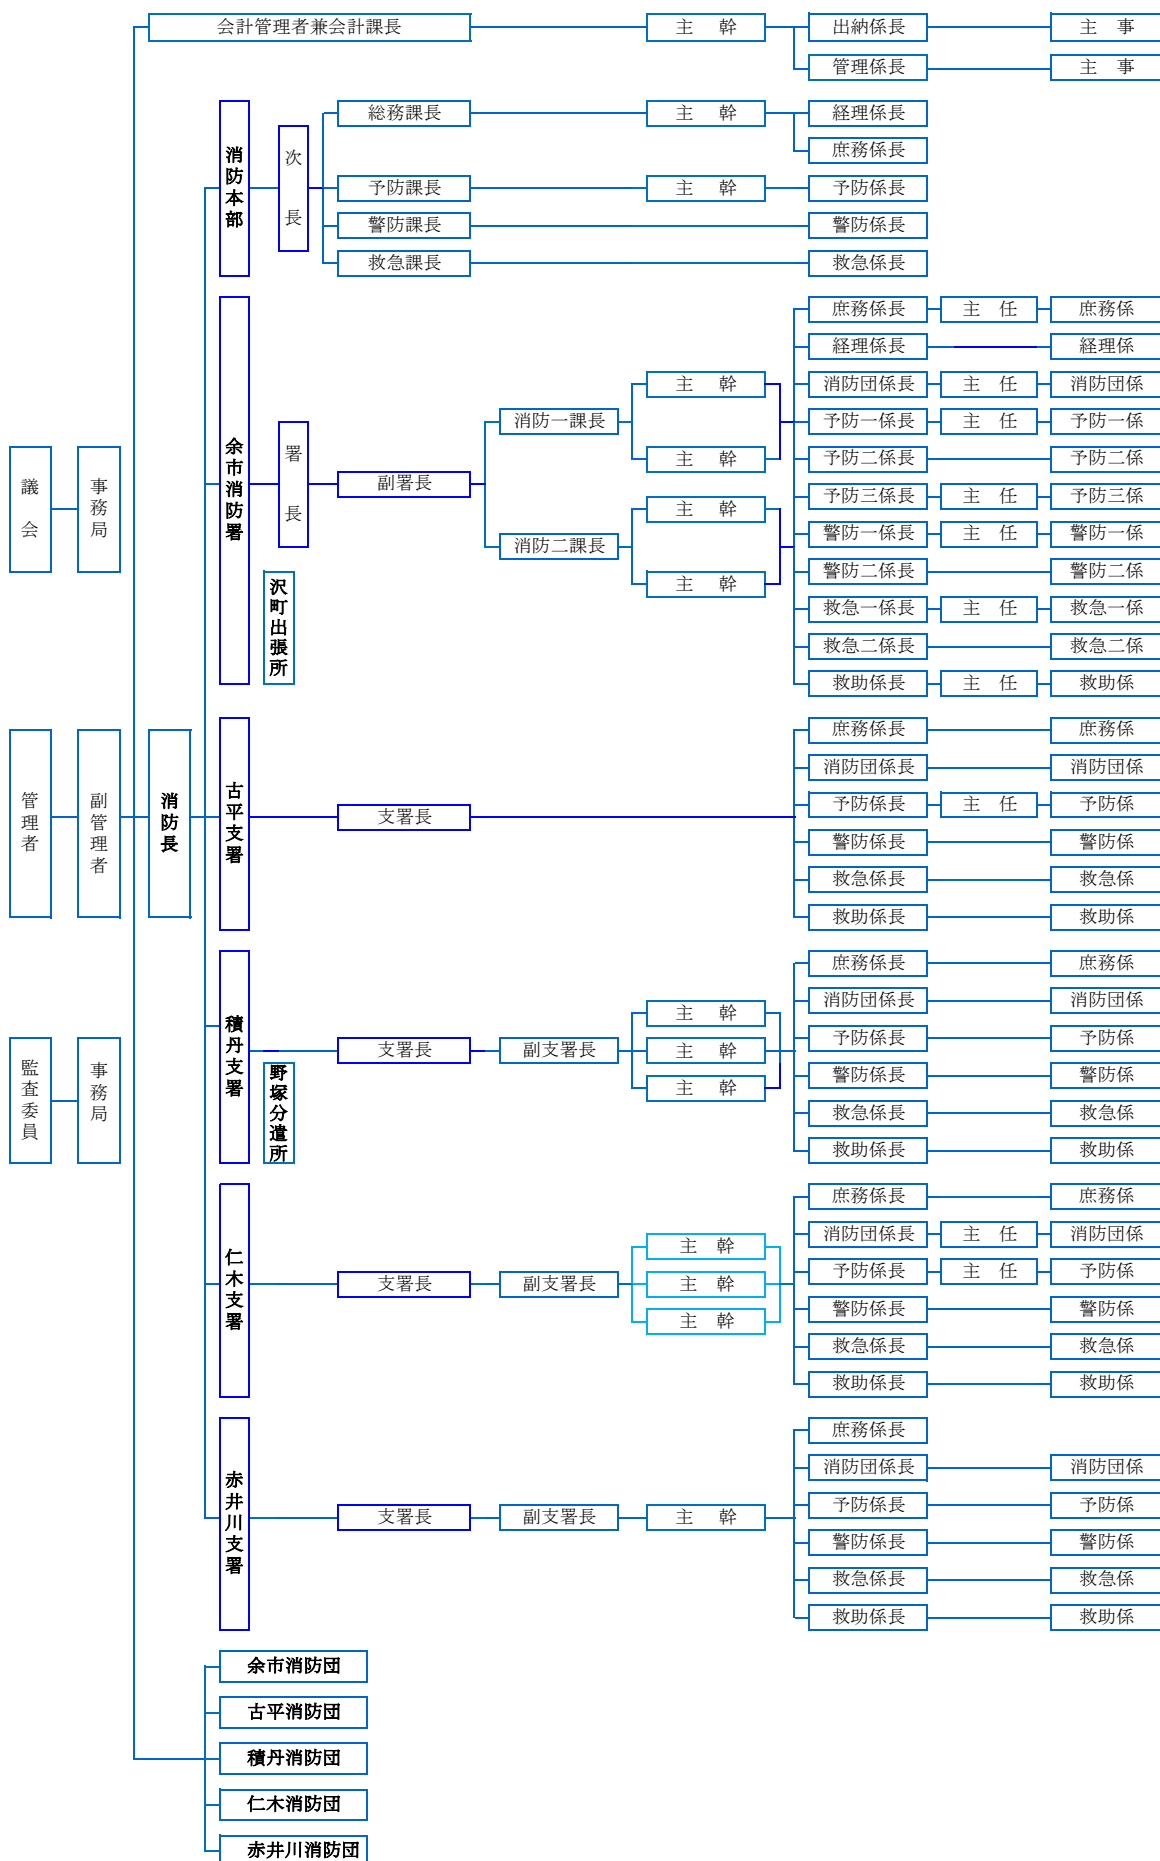 会計管理者兼会計課長 主幹 出納係長 主事
管理係長 主事
消防本部
次長
総務課長 主幹 経理係長
庶務係長
予防課長 主幹 予防係長
警防課長 警防係長
救急課長 救急係長
議会
事務局
余市消防署
署長
沢町出張所
副署長
消防一課長
主幹
主幹
消防二課長
主幹
主幹
庶務係長 主任 庶務係
経理係長 経理係
消防団係長 主任 消防団係
予防一係長 主任 予防一係
予防二係長 予防二係
予防三係長 主任 予防三係
警防一係長 主任 警防一係
警防二係長 警防二係
救急一係長 主任 救急一係
救急二係長 救急二係
救助係長 主任 救助係
管理者
副管理者
消防長
古平支署
支署長
庶務係長 庶務係
消防団係長 消防団係
予防係長 主任 予防係
警防係長 警防係
救急係長 救急係
救助係長 救助係
監査委員
事務局
積丹支署
野塚分遣所
支署長 副支署長
主幹
主幹
主幹
庶務係長 庶務係
消防団係長 消防団係
予防係長 予防係
警防係長 警防係
救急係長 救急係
救助係長 救助係
仁木支署
支署長 副支署長
主幹
主幹
主幹
庶務係長 庶務係
消防団係長 主任 消防団係
予防係長 主任 予防係
警防係長 警防係
救急係長 救急係
救助係長 救助係
赤井川支署
支署長 副支署長 主幹
庶務係長
消防団係長 消防団係
予防係長 予防係
警防係長 警防係
救急係長 救急係
救助係長 救助係
余市消防団
古平消防団
積丹消防団
仁木消防団
赤井川消防団